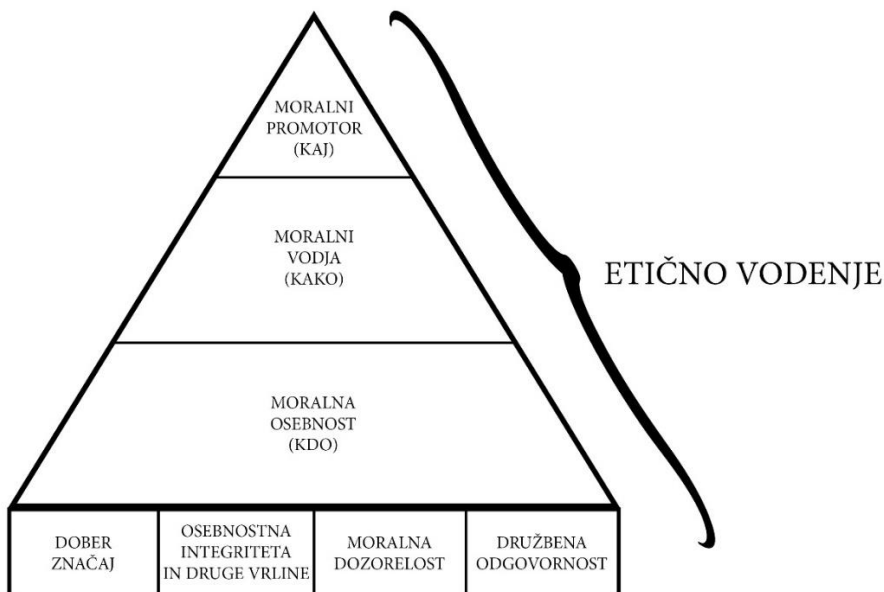 MORALNI
PROMOTOR
(KAJ)
MORALNI
VODJA
(KAKO)
ETIČNO VODENJE
MORALNA
OSEBNOST
(KDO)
DOBER
ZNAČAJ
OSEBNOSTNA
INTEGRITETA
IN DRUGE VRLINE
MORALNA
DOZORELOST
DRUŽBENA
ODGOVORNOST